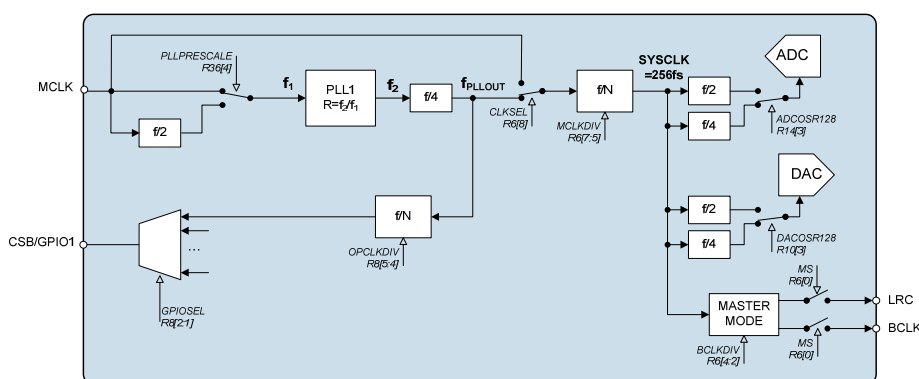 MCLK
PLLPRESCALE
R36[4]
f/2
f1
PLL1
R=f2/f1
f2
f/4
fPLLOUT
CLKSEL
R6[8]
f/N
MCLKDIV
R6[7:5]
SYSCLK
=256fs
f/2
f/4
ADC
ADCOSR128
R14[3]
DAC
f/2
f/4
DACOSR128
R10[3]
CSB/GPIO1
...
GPIOSEL
R8[2:1]
f/N
OPCLKDIV
R8[5:4]
MASTER
MODE
BCLKDIV
R6[4:2]
MS
R6[0]
LRC
BCLK
MS
R6[0]